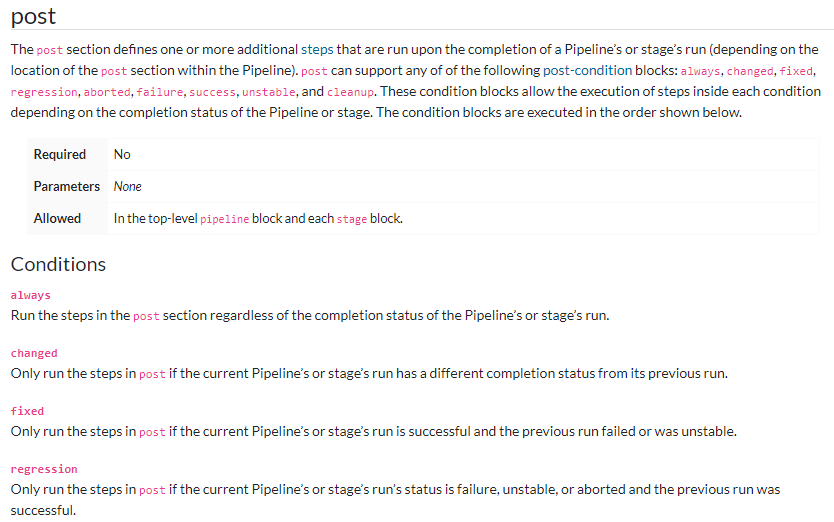 post
The post section defines one or more additional steps that are run upon the completion of a Pipeline's or stage's run (depending on the
location of the post section within the Pipeline). post can support any of of the following post-condition blocks: always, changed, fixed,
regression, aborted, failure, success, unstable, and cleanup. These condition blocks allow the execution of steps inside each condition
depending on the completion status of the Pipeline or stage. The condition blocks are executed in the order shown below.
Required No
Parameters None
Allowed In the top-level pipeline block and each stage block.
Conditions
always
Run the steps in the post section regardless of the completion status of the Pipeline's or stage's run.
changed
Only run the steps in post if the current Pipeline's or stage's run has a different completion status from its previous run.
fixed
Only run the steps in post if the current Pipeline's or stage's run is successful and the previous run failed or was unstable.
regression
Only run the steps in post if the current Pipeline's or stage's run's status is failure, unstable, or aborted and the previous run was
successful.